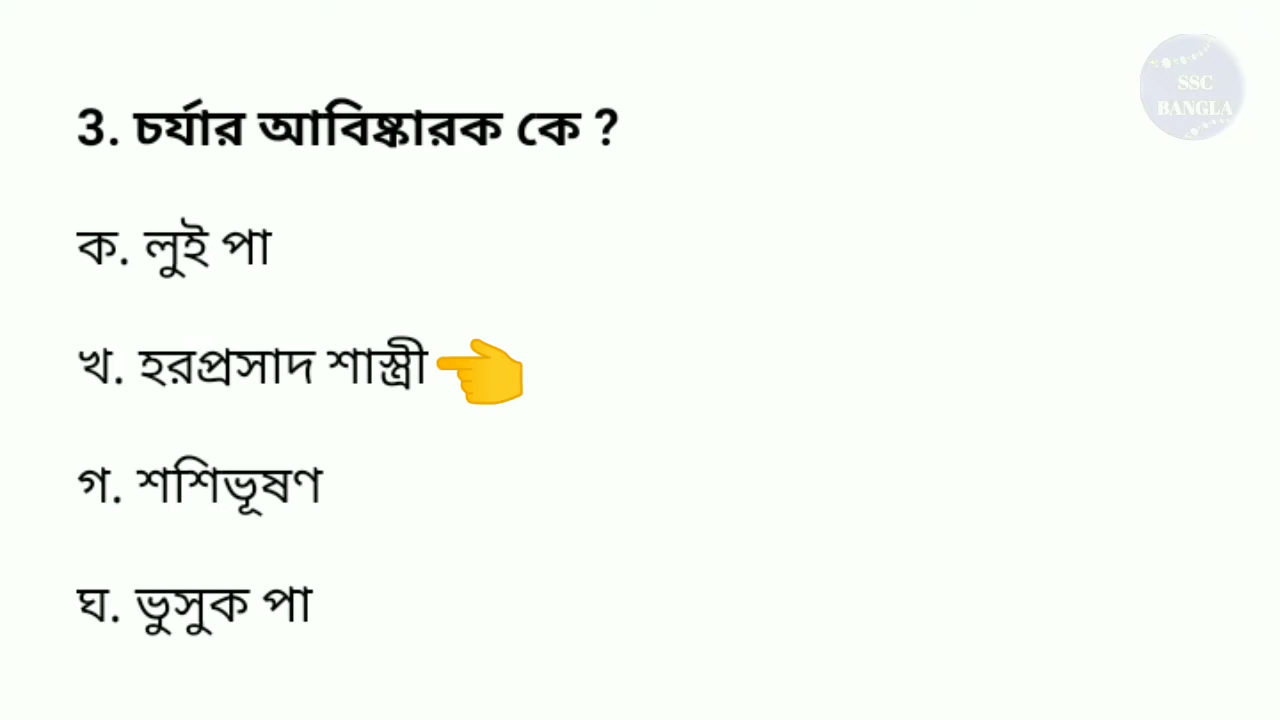 SSC
BANGLA
3. চর্যার আবিষ্কারক কে ?
ক. লুই পা
খ. হরপ্রসাদ শাস্ত্রী
গ. শশিভূষণ
ঘ. ভুসুক পা